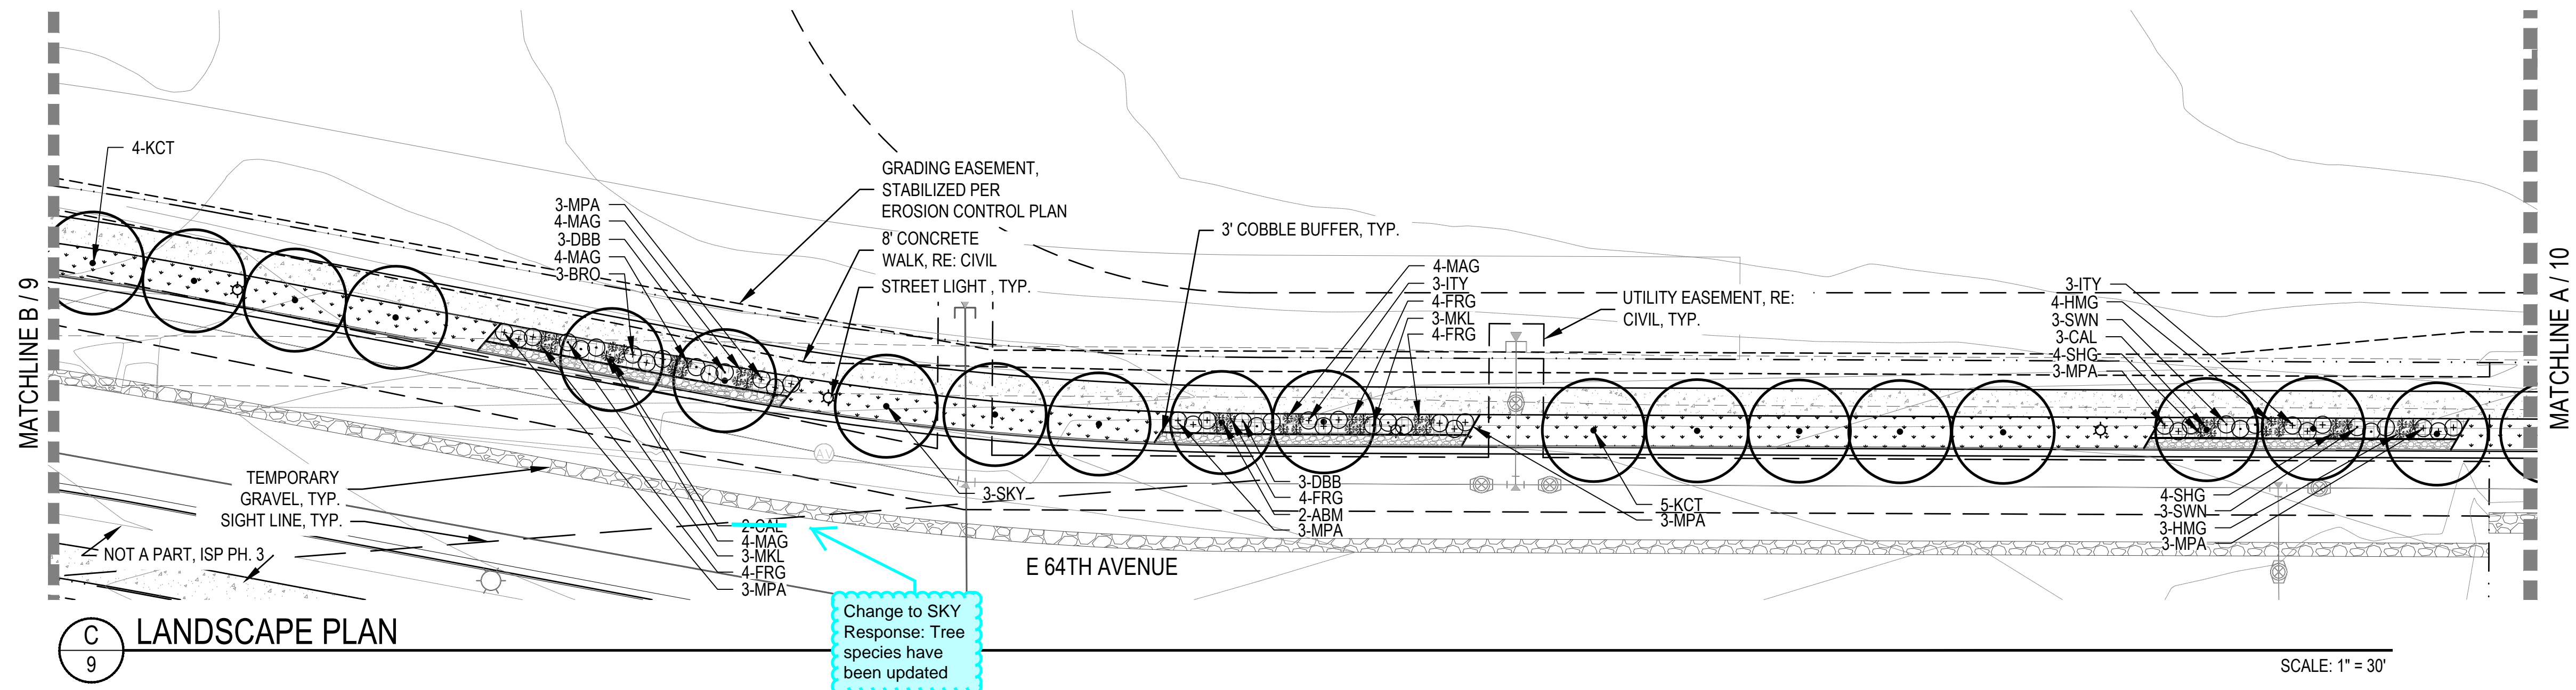 MATCHLINE B / 9
4-KCT
3-MPA
4-MAG
3-DBB
4-MAG
3-BRO
GRADING EASEMENT,
STABILIZED PER
EROSION CONTROL PLAN
8' CONCRETE
WALK, RE: CIVIL
STREET LIGHT , TYP.
3' COBBLE BUFFER, TYP.
4-MAG
3-ITY
4-FRG
3-MKL
4-FRG
UTILITY EASEMENT, RE:
CIVIL, TYP.
3-ITY
4-HMG
3-SWN
3-CAL
4-SHG
3-MPA
MATCHLINE A / 10
AV
TEMPORARY
GRAVEL, TYP.
SIGHT LINE, TYP.
NOT A PART, ISP PH. 3
2-CAL
4-MAG
3-MKL
4-FRG
3-MPA
3-SKY
3-DBB
4-FRG
2-ABM
3-MPA
5-KCT
3-MPA
4-SHG
3-SWN
3-HMG
3-MPA
E 64TH AVENUE
Change to SKY
Response: Tree
species have
been updated
C
9
LANDSCAPE PLAN
SCALE: 1" = 30'